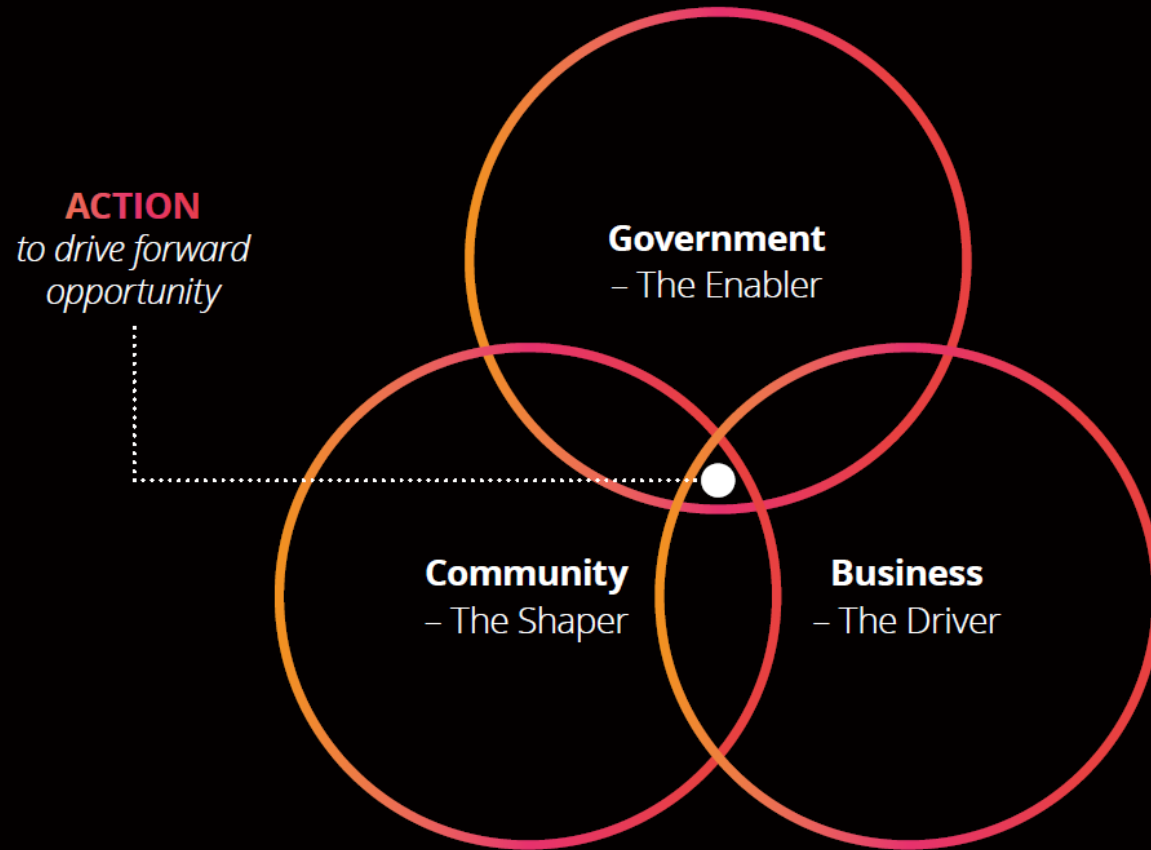 ACTION
to drive forward
opportunity
Government
– The Enabler
Community
– The Shaper
Business
– The Driver